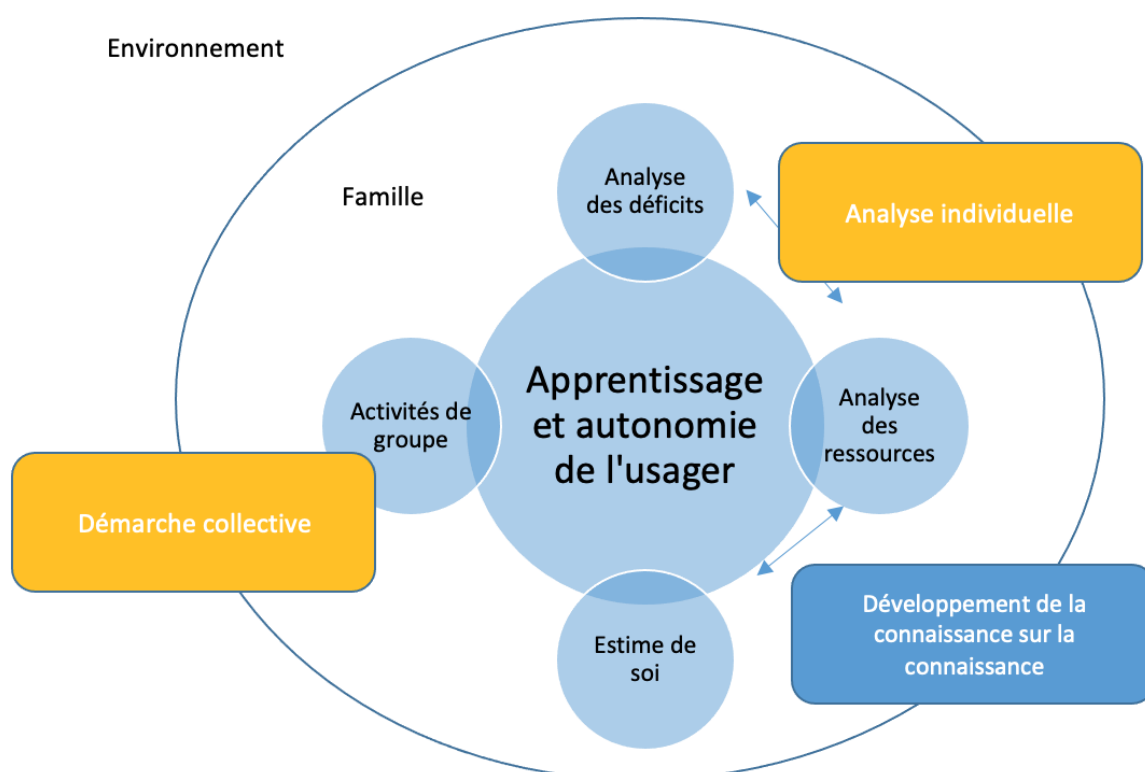 Environnement
Famille
Analyse
des déficits
Analyse individuelle
Activités de
groupe
Apprentissage
et autonomie
de l'usager
Analyse
des
ressources
Démarche collective
Estime de
soi
Développement de la
connaissance sur la
connaissance